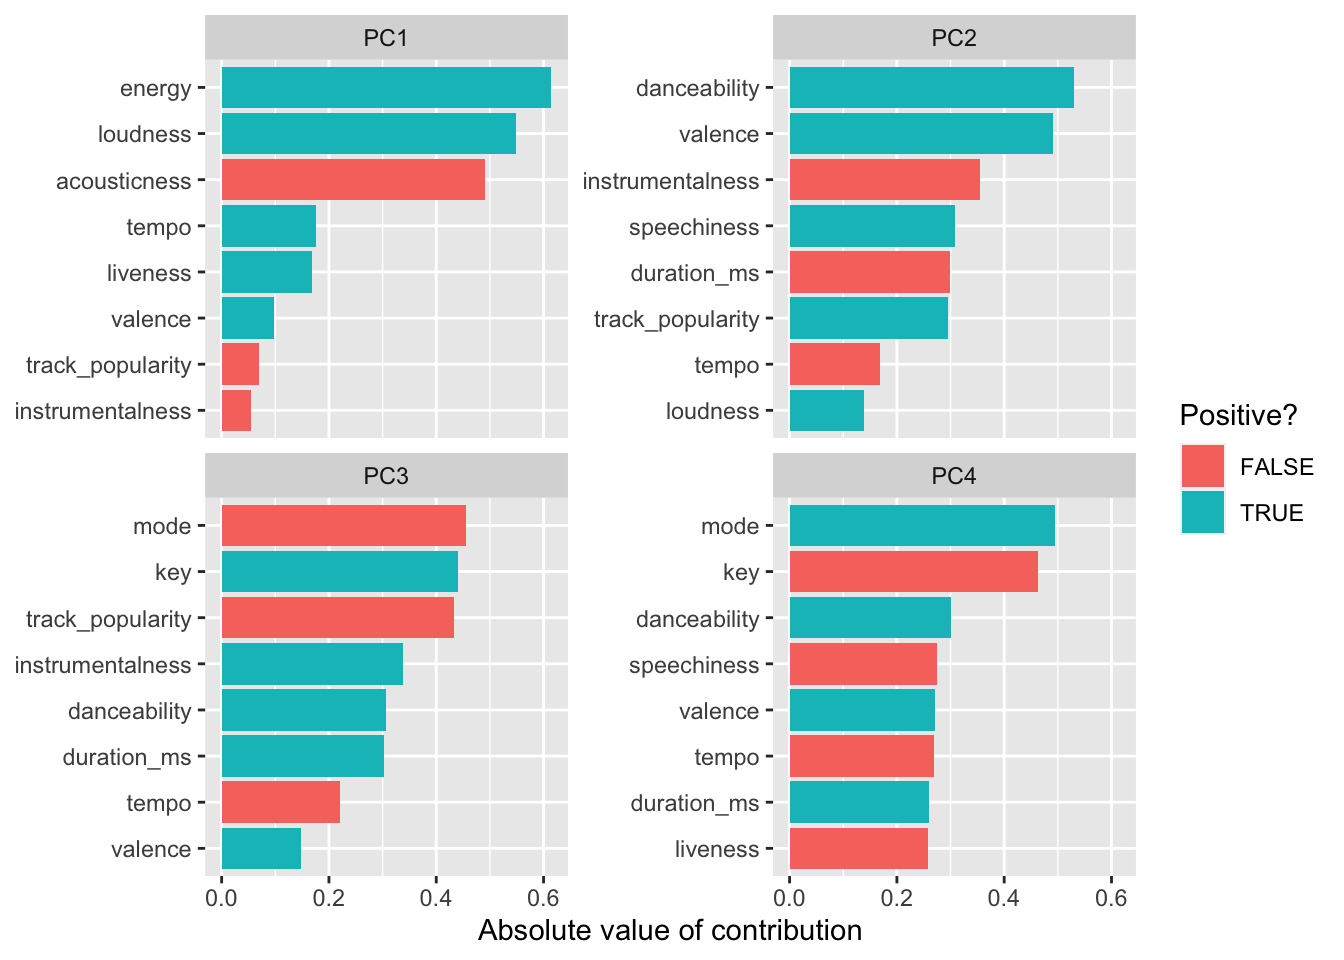 PC1
energy
loudness
acousticness
tempo
liveness
valence
track_popularity
instrumentalness
PC2
danceability
valence
instrumentalness
speechiness
duration_ms
track_popularity
tempo
loudness
PC3
mode
key
track_popularity
instrumentalness
danceability
duration_ms
tempo
valence
0.0 0.2 0.4 0.6
PC4
mode
key
danceability
speechiness
valence
tempo
duration_ms
liveness
0.0 0.2 0.4 0.6
Absolute value of contribution
Positive?
FALSE
TRUE